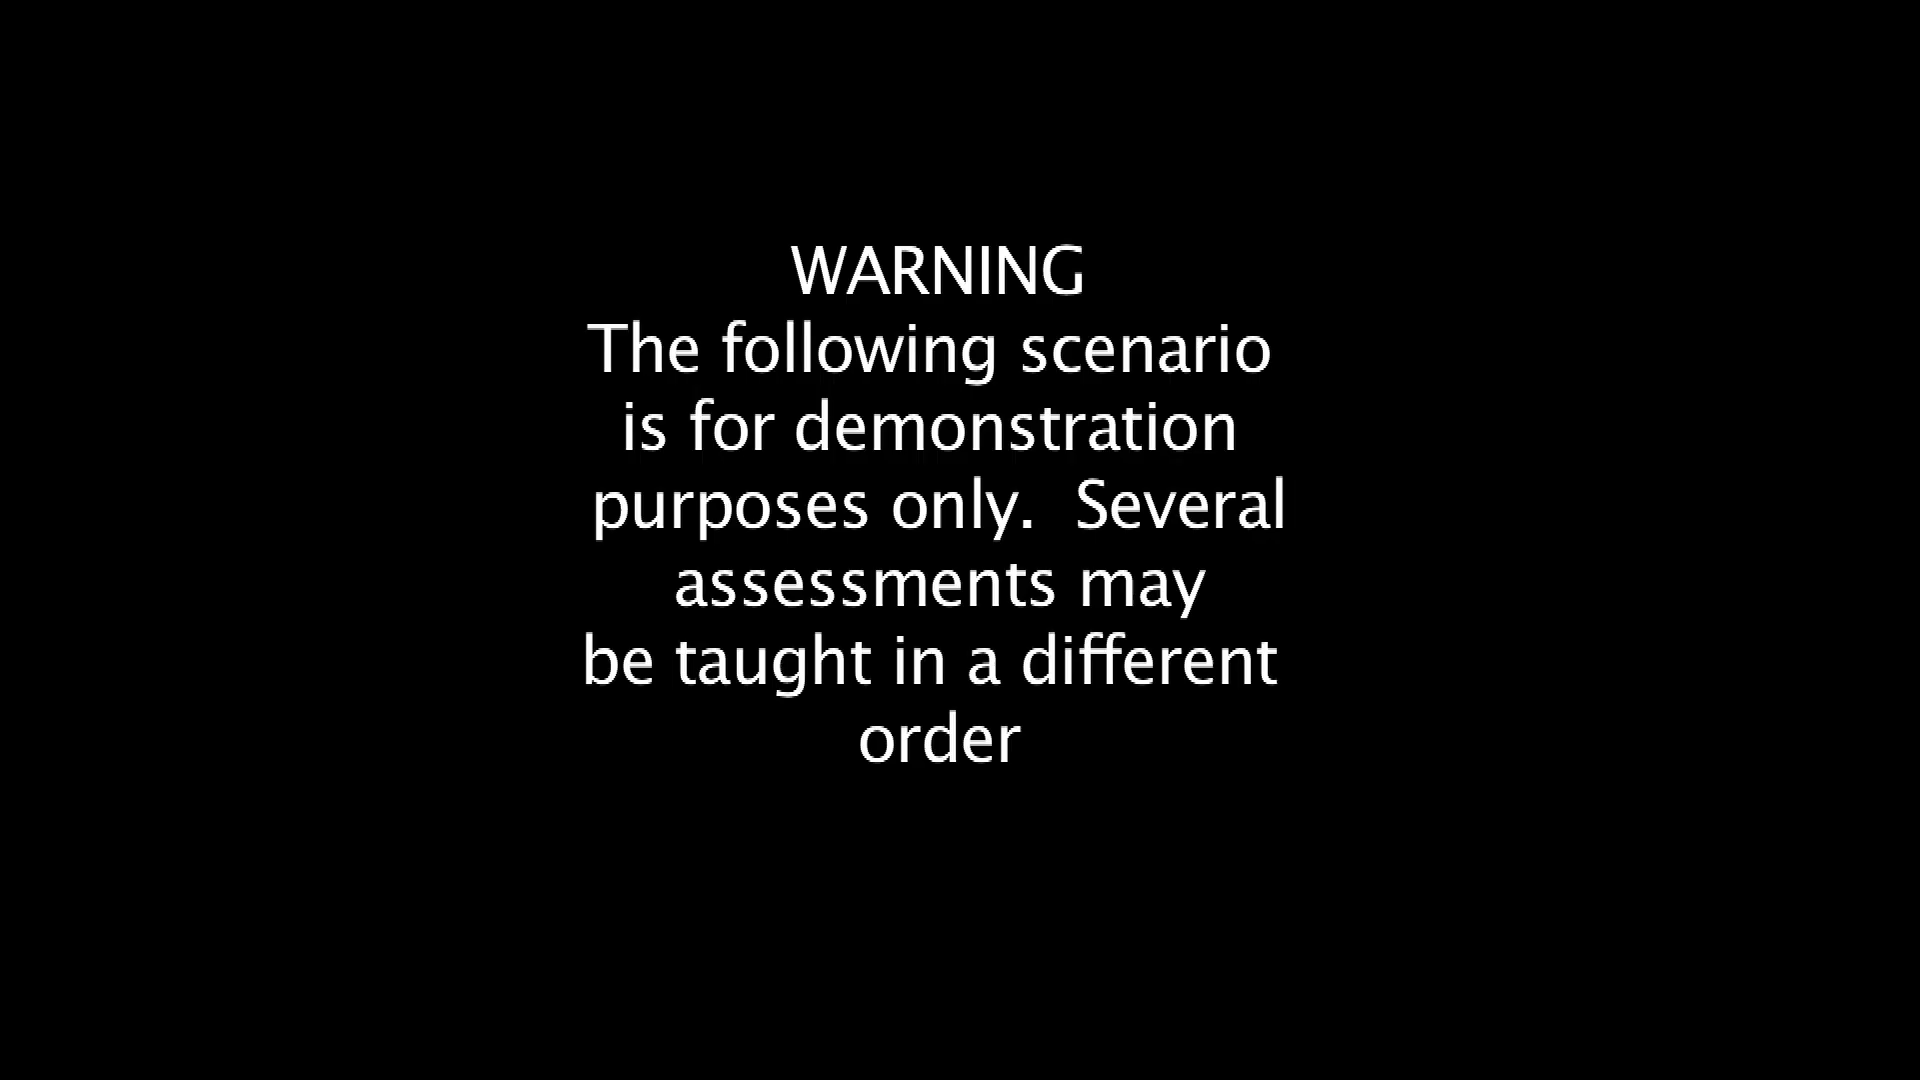 WARNING
The following scenario
is for demonstration
purposes only.  Several
assessments may
be taught in a different
order